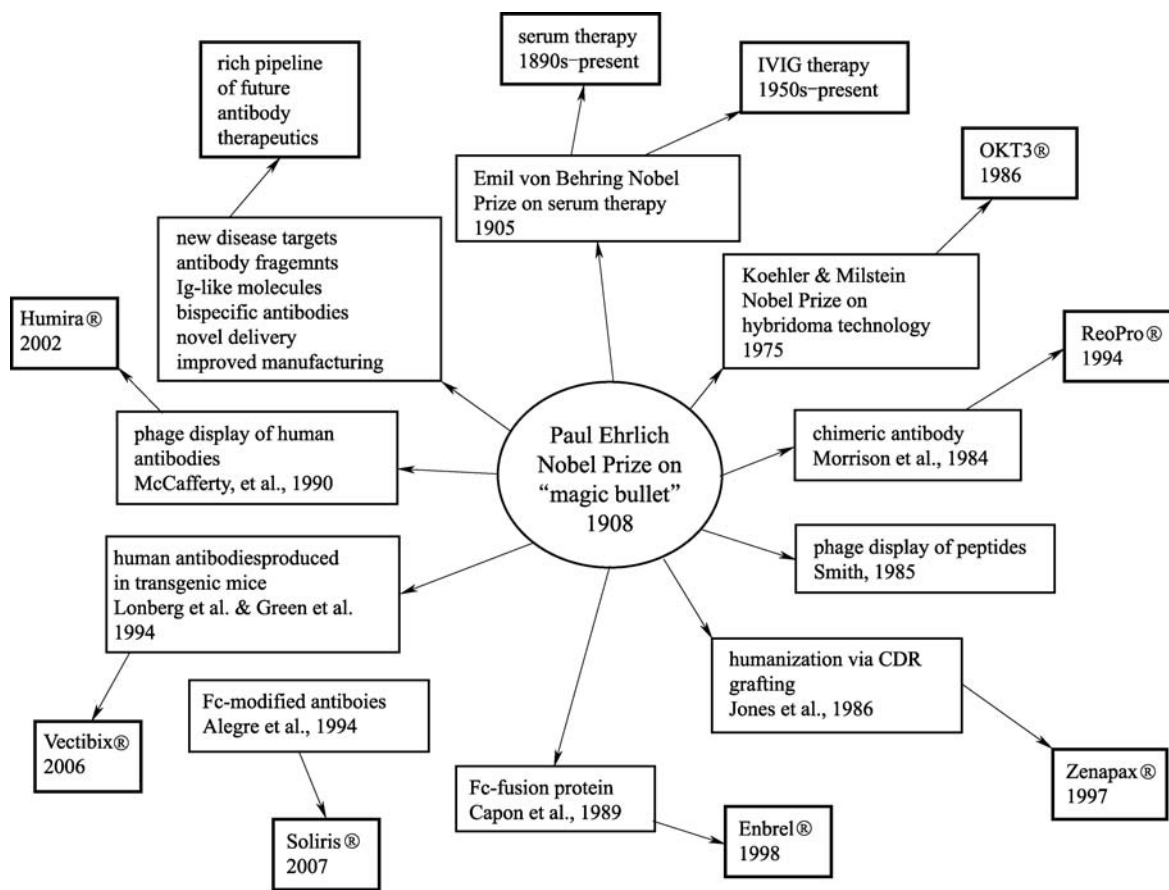 serum therapy
1890s−present
IVIG therapy
1950s−present
rich pipeline
of future
antibody
therapeutics
OKT3®
1986
Emil von Behring Nobel
Prize on serum therapy
1905
new disease targets
antibody fragemnts
Ig-like molecules
bispecific antibodies
novel delivery
improved manufacturing
Koehler & Milstein
Nobel Prize on
hybridoma technology
1975
Humira®
2002
ReoPro®
1994
phage display of human
antibodies
McCafferty, et al., 1990
Paul Ehrlich
Nobel Prize on
“magic bullet”
1908
chimeric antibody
Morrison et al., 1984
phage display of peptides
Smith, 1985
human antibodiesproduced
in transgenic mice
Lonberg et al. & Green et al.
1994
humanization via CDR
grafting
Jones et al., 1986
Fc-modified antiboies
Alegre et al., 1994
Vectibix®
2006
Zenapax®
1997
Fc-fusion protein
Capon et al., 1989
Enbrel®
1998
Soliris®
2007